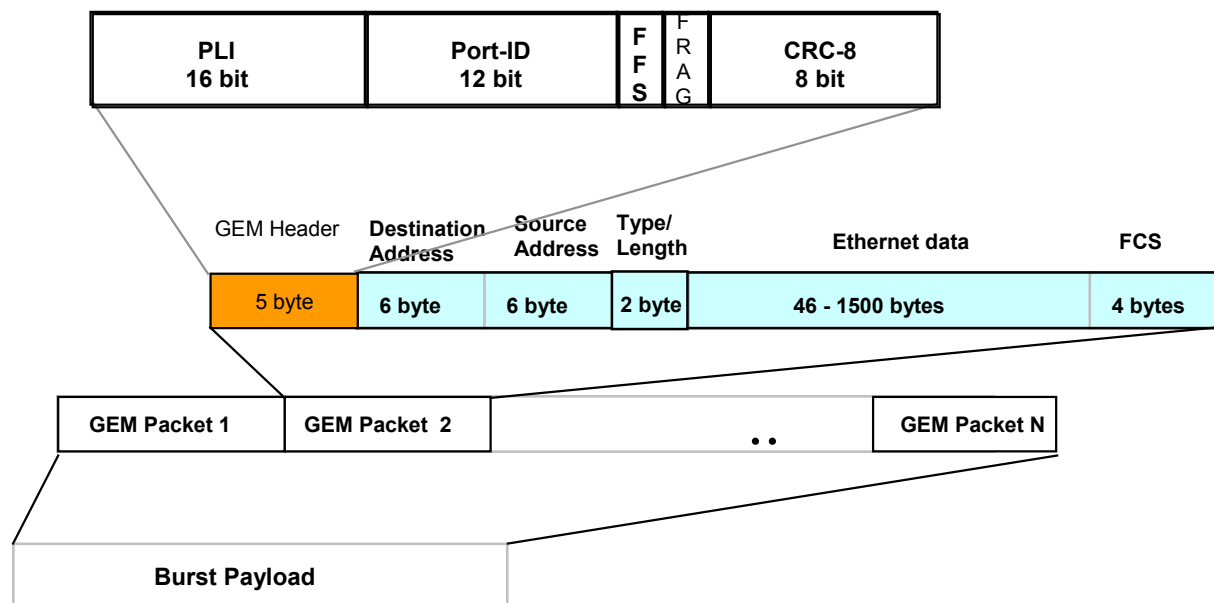 PLI
16 bit
Port-ID
12 bit
F
F
S
F
R
A
G
CRC-8
8 bit
GEM Header
Destination
Address
Source
Address
Type/
Length
Ethernet data
FCS
5 byte
6 byte
6 byte
2 byte
46 - 1500 bytes
4 bytes
GEM Packet 1
GEM Packet 2
. .
GEM Packet N
Burst Payload